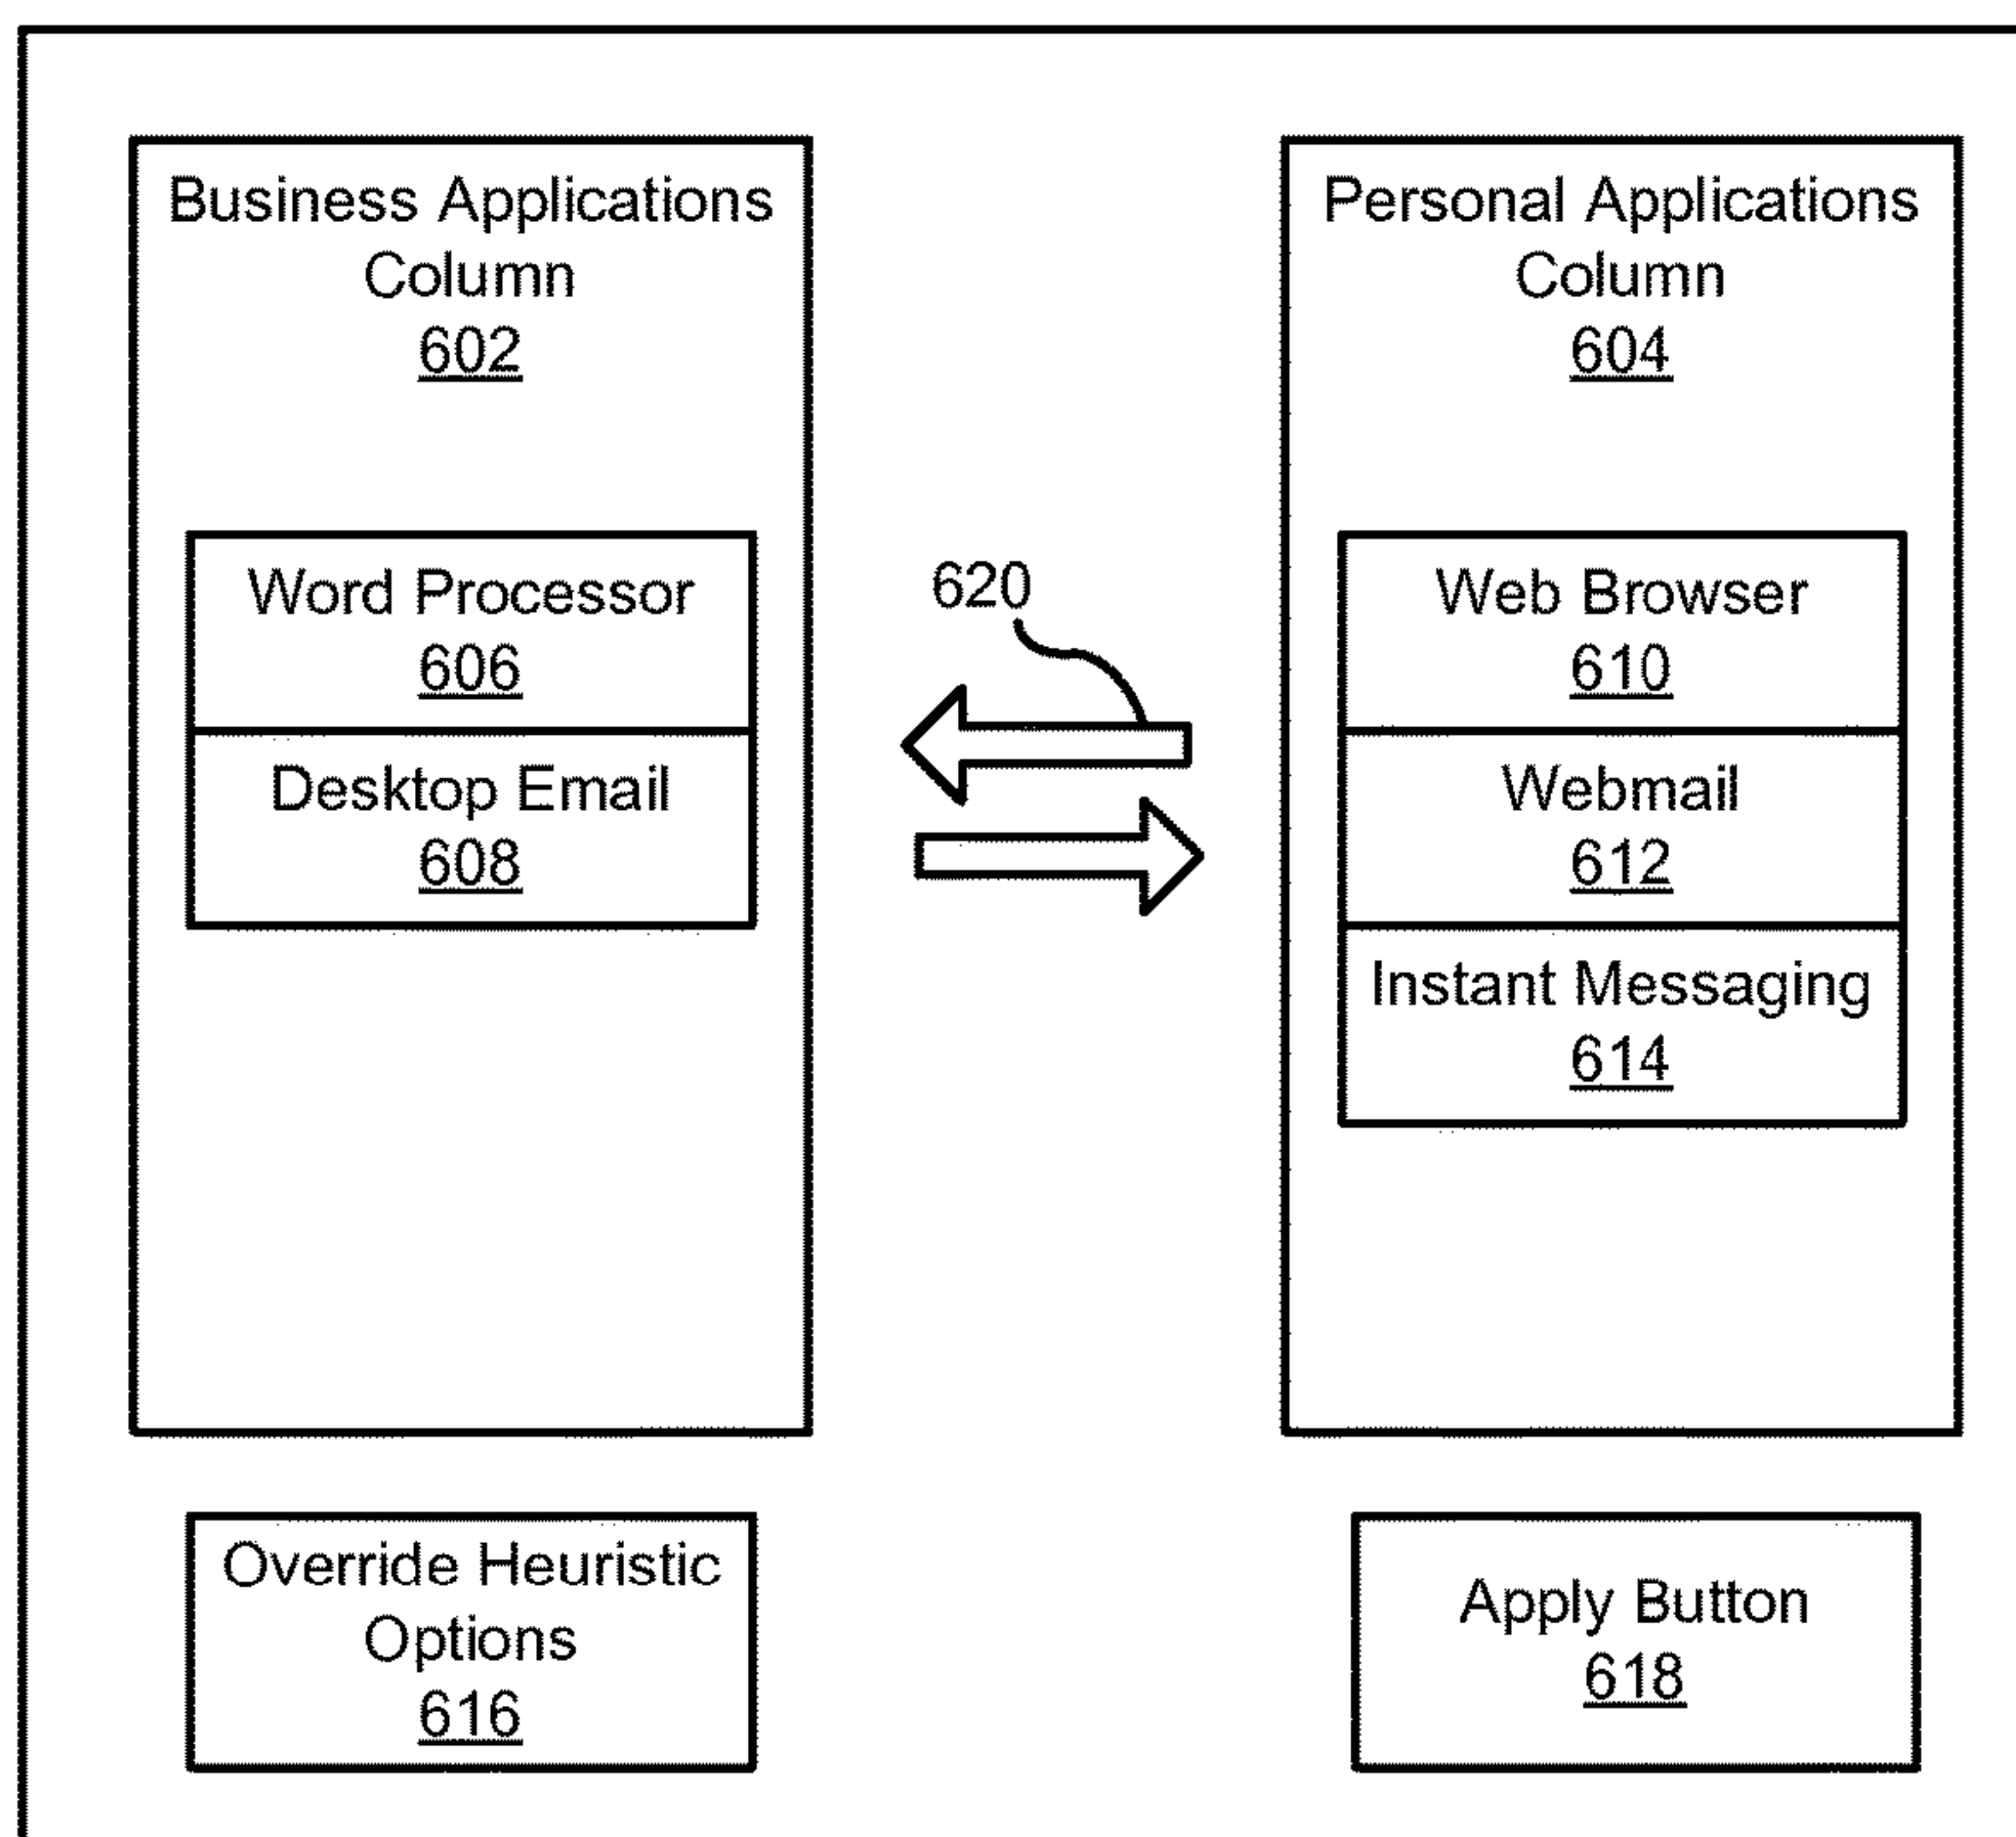 Business Applications
Column
602
Word Processor
606
Desktop Email
608
620
Personal Applications
Column
604
Web Browser
610
Webmail
612
Instant Messaging
614
Override Heuristic
Options
616
Apply Button
618